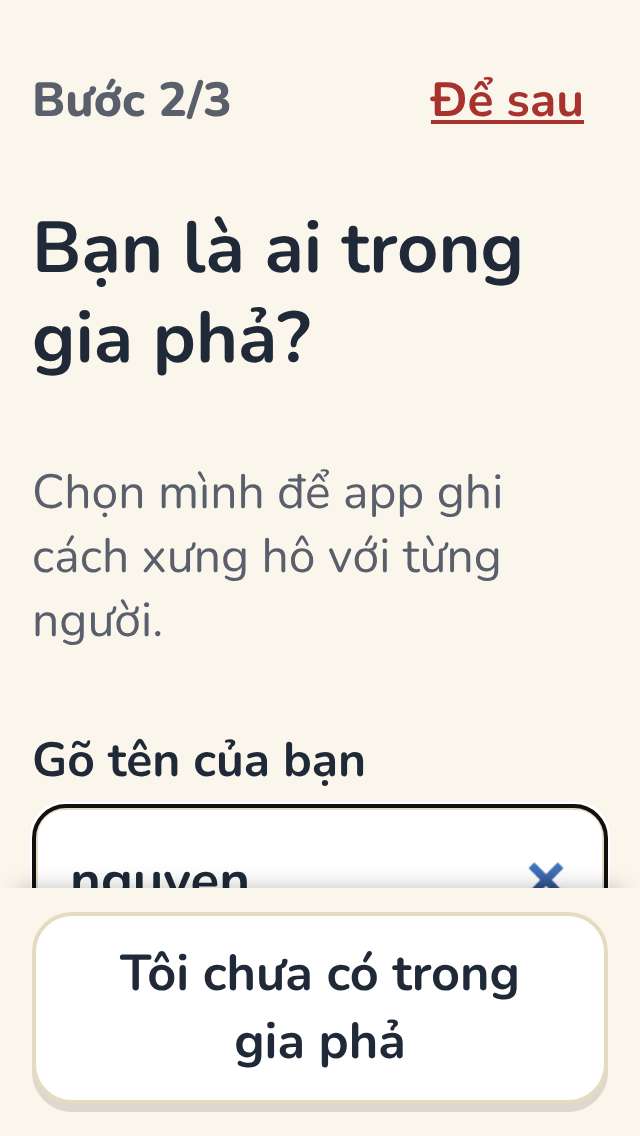 Bước 2/3
Để sau
Bạn là ai trong
gia phả?
Chọn mình để app ghi
cách xưng hô với từng
người.
Gõ tên của bạn
nguyen
Tôi chưa có trong
gia phả